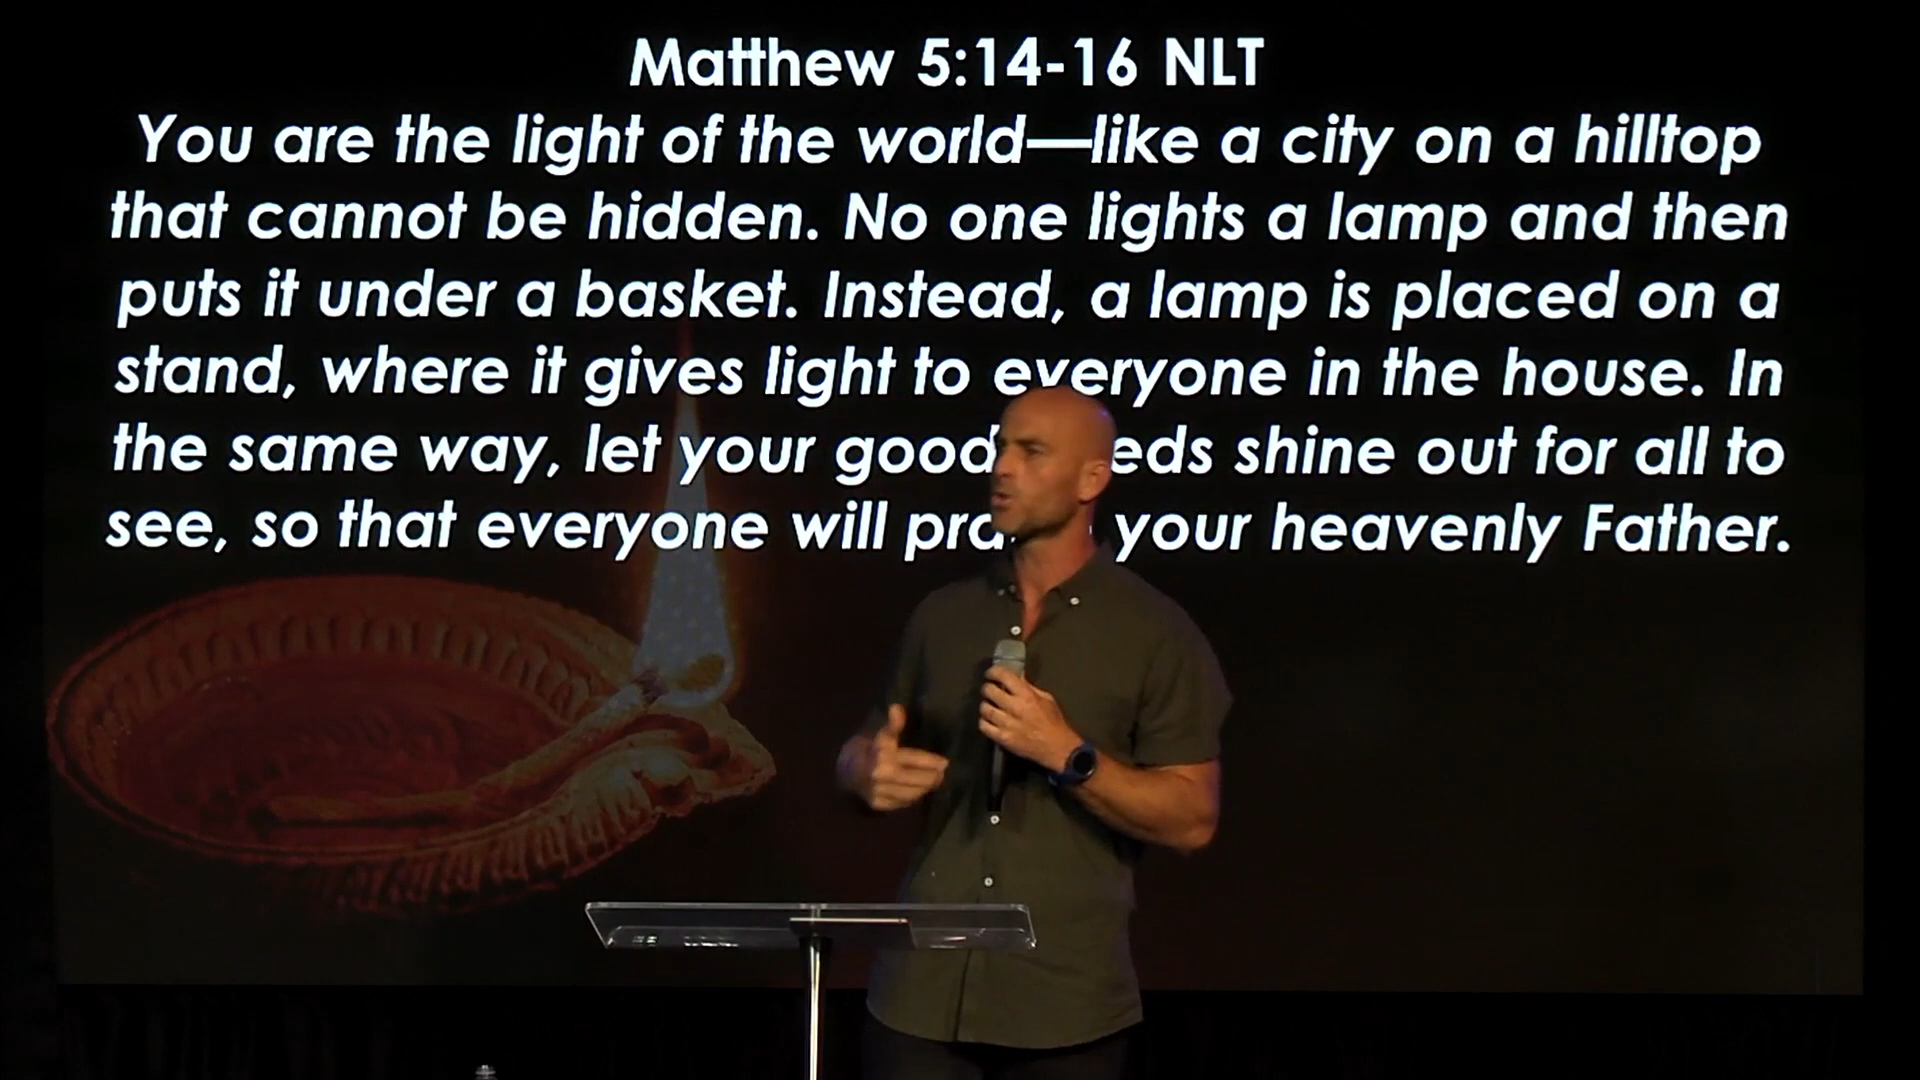 Matthew 5:14-16 NLT
You are the light of the world—like a city on a hilltop
that cannot be hidden. No one lights a lamp and then
puts it under a basket. Instead, a lamp is placed on a
stand, where it gives light to everyone in the house. In
the same way, let your good eds shine out for all to
see, so that everyone will pra your heavenly Father.